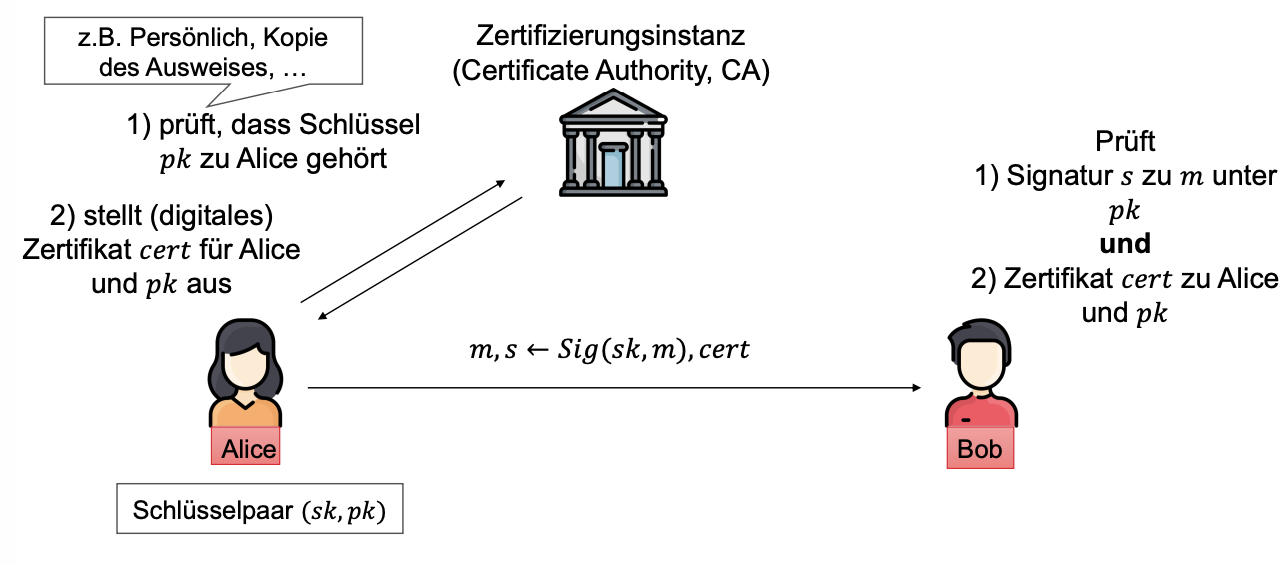 z.B. Persönlich, Kopie
des Ausweises, …
Zertifizierungsinstanz
(Certificate Authority, CA)
1) prüft, dass Schlüssel
pk zu Alice gehört
2) stellt (digitales)
Zertifikat cert für Alice
und pk aus
Prüft
1) Signatur s zu m unter
pk
und
2) Zertifikat cert zu Alice
und pk
m, s ← Sig(sk, m), cert
Alice
Bob
Schlüsselpaar (sk, pk)